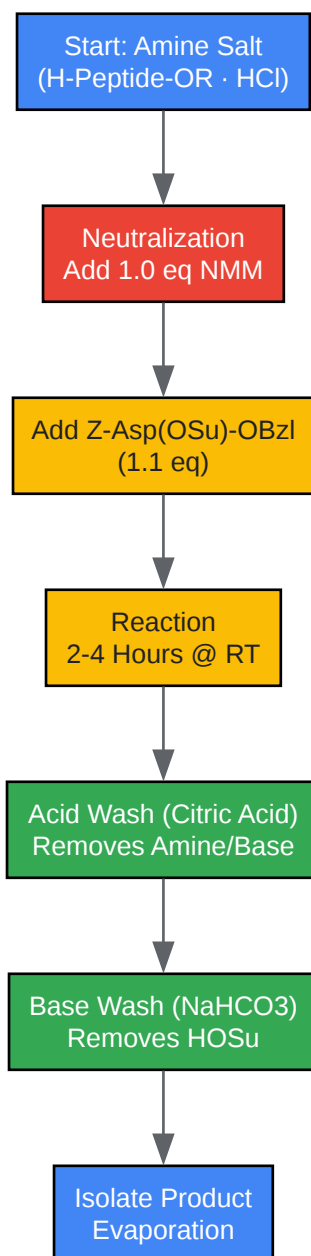 Start: Amine Salt
(H-Peptide-OR · HCl)
Neutralization
Add 1.0 eq NMM
Add Z-Asp(OSu)-OBzl
(1.1 eq)
Reaction
2-4 Hours @ RT
Acid Wash (Citric Acid)
Removes Amine/Base
Base Wash (NaHCO3)
Removes HOSu
Isolate Product
Evaporation